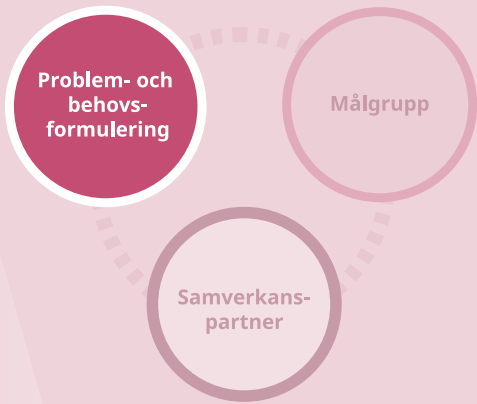 Problem- och
behovs-
formulering
Målgrupp
Samverkans-
partner